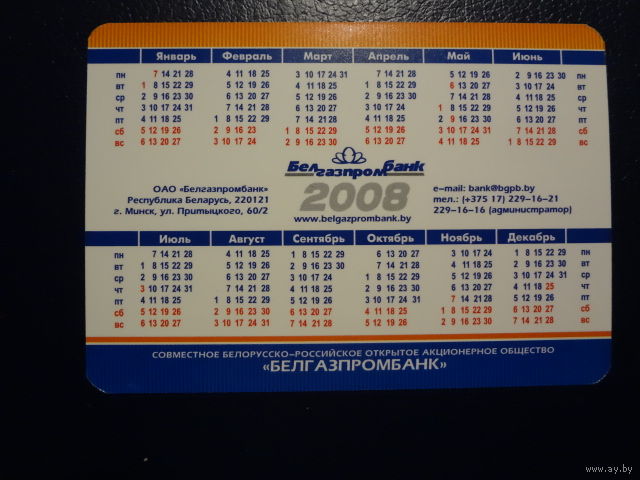 Январь Февраль Март Апрель Май Июнь
пн 7 14 21 28 4 11 18 25 3 10 17 24 31 7 14 21 28 5 12 19 26 2 9 16 23 30 пн
вт 1 8 15 22 29 5 12 19 26 4 11 18 25 1 8 15 22 29 6 13 20 27 3 10 17 24 вт
ср 2 9 16 23 30 6 13 20 27 5 12 19 26 2 9 16 23 30 7 14 21 28 4 11 18 25 ср
чт 3 10 17 24 31 7 14 21 28 6 13 20 27 3 10 17 24 1 8 15 22 29 5 12 19 26 чт
пт 4 11 18 25 1 8 15 22 29 7 14 21 28 4 11 18 25 2 9 16 23 30 6 13 20 27 пт
сб 5 12 19 26 2 9 16 23 1 8 15 22 29 5 12 19 26 3 10 17 24 31 7 14 21 28 сб
вс 6 13 20 27 3 10 17 24 2 9 16 23 30 6 13 20 27 4 11 18 25 1 8 15 22 29 вс
Белгазпромбанк
2008
www.belgazprombank.by
ОАО «Белгазпромбанк»
Республика Беларусь, 220121
г. Минск, ул. Притыцкого, 60/2
e-mail: bank@bgpb.by
тел.: (+375 17) 229-16-21
229-16-16 (администратор)
Июль Август Сентябрь Октябрь Ноябрь Декабрь
пн 7 14 21 28 4 11 18 25 1 8 15 22 29 6 13 20 27 3 10 17 24 1 8 15 22 29 пн
вт 1 8 15 22 29 5 12 19 26 2 9 16 23 30 7 14 21 28 4 11 18 25 2 9 16 23 30 вт
ср 2 9 16 23 30 6 13 20 27 3 10 17 24 1 8 15 22 29 5 12 19 26 3 10 17 24 31 ср
чт 3 10 17 24 31 7 14 21 28 4 11 18 25 2 9 16 23 30 6 13 20 27 4 11 18 25 чт
пт 4 11 18 25 1 8 15 22 29 5 12 19 26 3 10 17 24 31 7 14 21 28 5 12 19 26 пт
сб 5 12 19 26 2 9 16 23 30 6 13 20 27 4 11 18 25 1 8 15 22 29 6 13 20 27 сб
вс 6 13 20 27 3 10 17 24 31 7 14 21 28 5 12 19 26 2 9 16 23 30 7 14 21 28 вс
СОВМЕСТНОЕ БЕЛОРУССКО-РОССИЙСКОЕ ОТКРЫТОЕ АКЦИОНЕРНОЕ ОБЩЕСТВО
«БЕЛГАЗПРОМБАНК»
www.ay.by